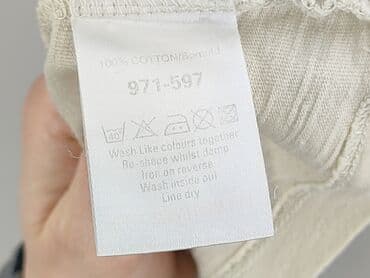 100% COTTON/
971-597
40°
Wash Like colours together
Re-shape whilst damp
Iron on reverse
Wash inside out
Line dry